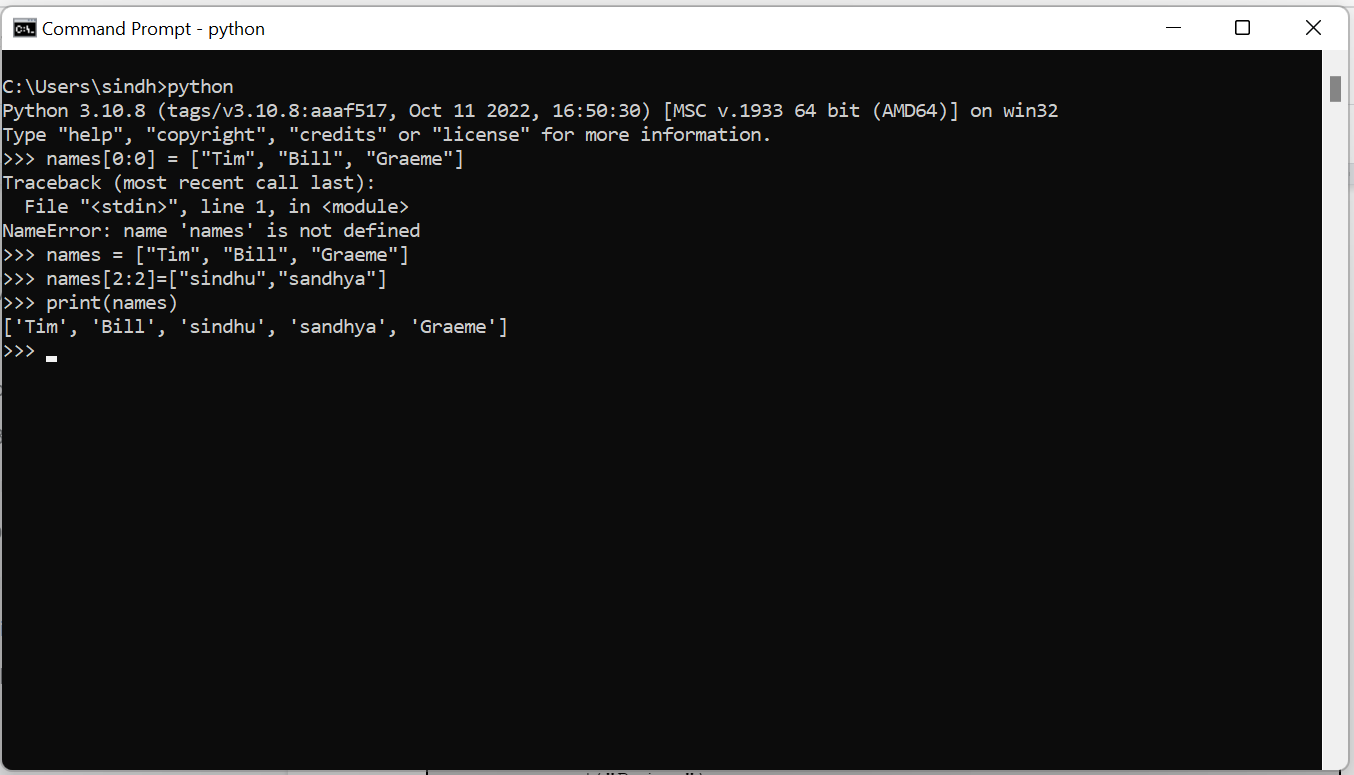 Command Prompt - python
C:\Users\sindh>python
Python 3.10.8 (tags/v3.10.8:aaaf517, Oct 11 2022, 16:50:30) [MSC v.1933 64 bit (AMD64)] on win32
Type "help", "copyright", "credits" or "license" for more information.
>>> names[0:0] = ["Tim", "Bill", "Graeme"]
Traceback (most recent call last):
  File "<stdin>", line 1, in <module>
NameError: name 'names' is not defined
>>> names = ["Tim", "Bill", "Graeme"]
>>> names[2:2]=["sindhu","sandhya"]
>>> print(names)
['Tim', 'Bill', 'sindhu', 'sandhya', 'Graeme']
>>>